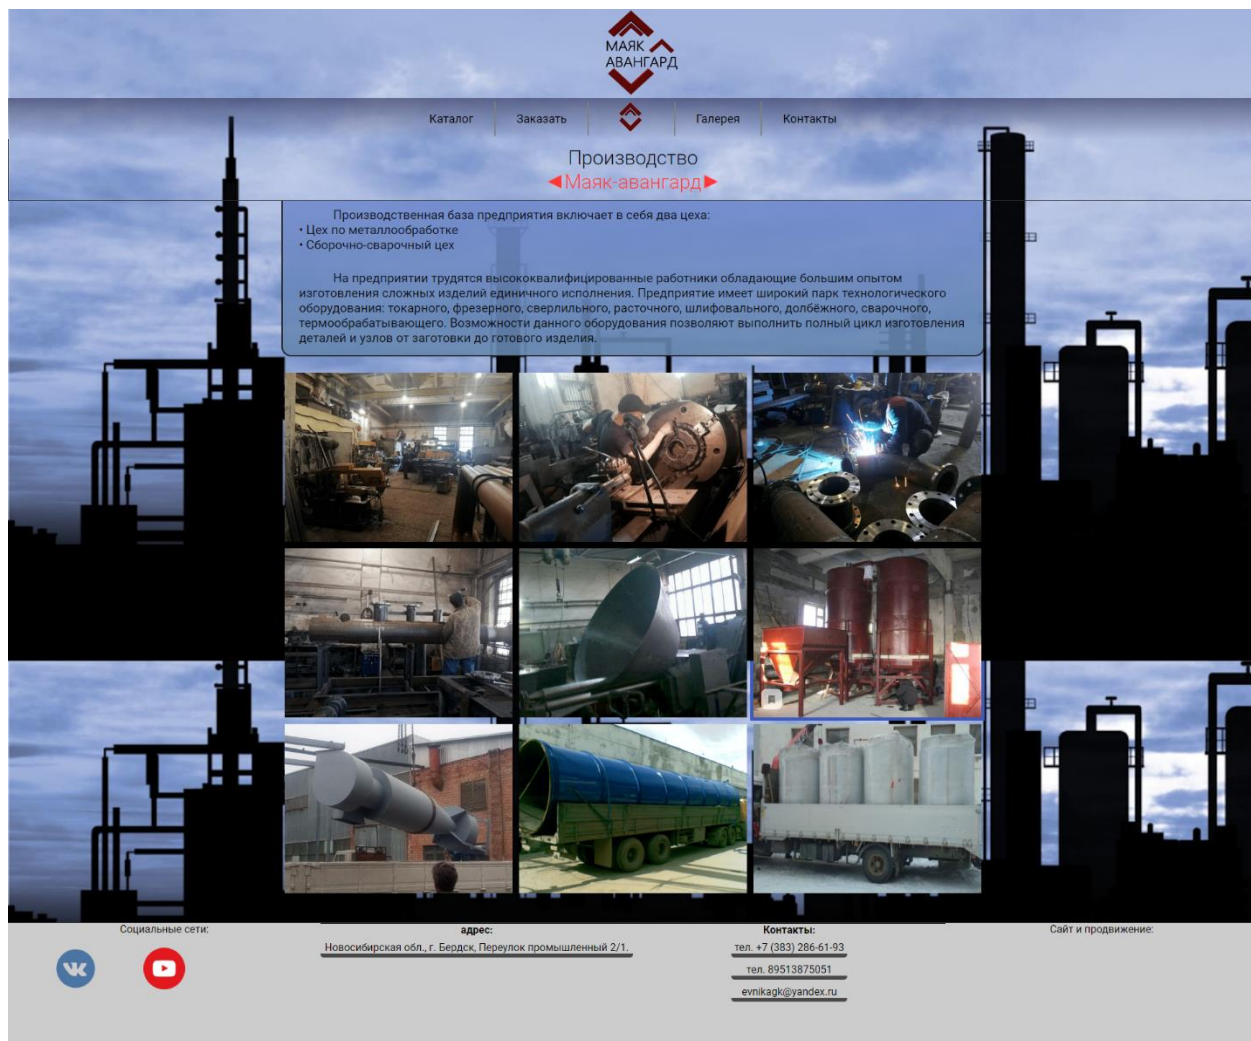 МАЯК
АВАНГАРД
Каталог
Заказать
Галерея
Контакты
Производство
◄Маяк-авангард►
Производственная база предприятия включает в себя два цеха:
• Цех по металлообработке
• Сборочно-сварочный цех
На предприятии трудятся высококвалифицированные работники обладающие большим опытом
изготовления сложных изделий единичного исполнения. Предприятие имеет широкий парк технологического
оборудования: токарного, фрезерного, сверлильного, расточного, шлифовального, долбёжного, сварочного,
термообрабатывающего. Возможности данного оборудования позволяют выполнить полный цикл изготовления
деталей и узлов от заготовки до готового изделия.
Социальные сети:
адрес:
Новосибирская обл., г. Бердск, Переулок промышленный 2/1.
Контакты:
тел. +7 (383) 286-61-93
тел. 89513875051
evnikagk@yandex.ru
Сайт и продвижение: